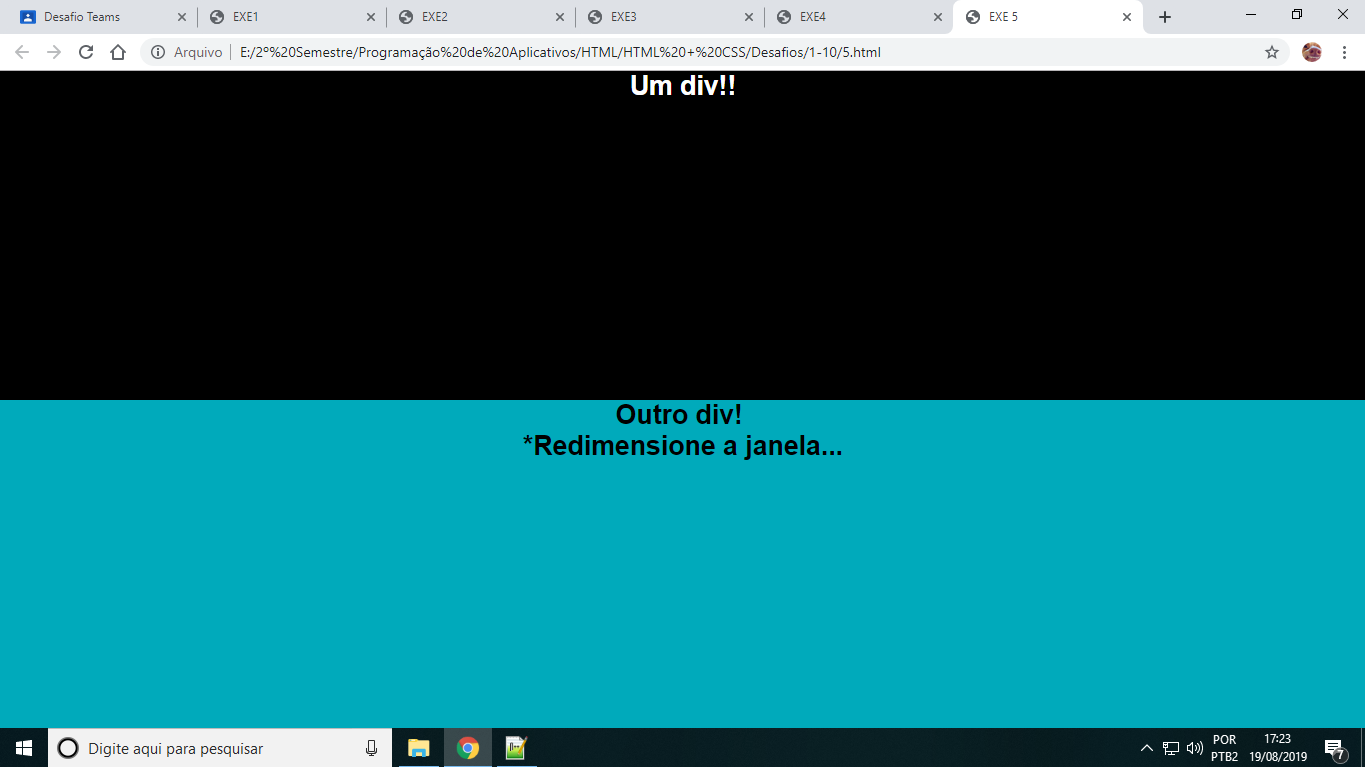 Desafio Teams
EXE1
EXE2
EXE3
EXE4
EXE 5
Arquivo
E:/2º%20Semestre/Programação%20de%20Aplicativos/HTML/HTML%20+%20CSS/Desafios/1-10/5.html
Um div!!
Outro div!
*Redimensione a janela...
Digite aqui para pesquisar
POR
PTB2
17:23
19/08/2019
7